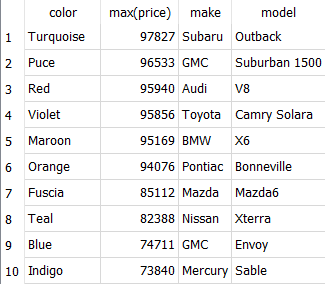 color max(price) make model
1 Turquoise 97827 Subaru Outback
2 Puce 96533 GMC Suburban 1500
3 Red 95940 Audi V8
4 Violet 95856 Toyota Camry Solara
5 Maroon 95169 BMW X6
6 Orange 94076 Pontiac Bonneville
7 Fuscia 85112 Mazda Mazda6
8 Teal 82388 Nissan Xterra
9 Blue 74711 GMC Envoy
10 Indigo 73840 Mercury Sable